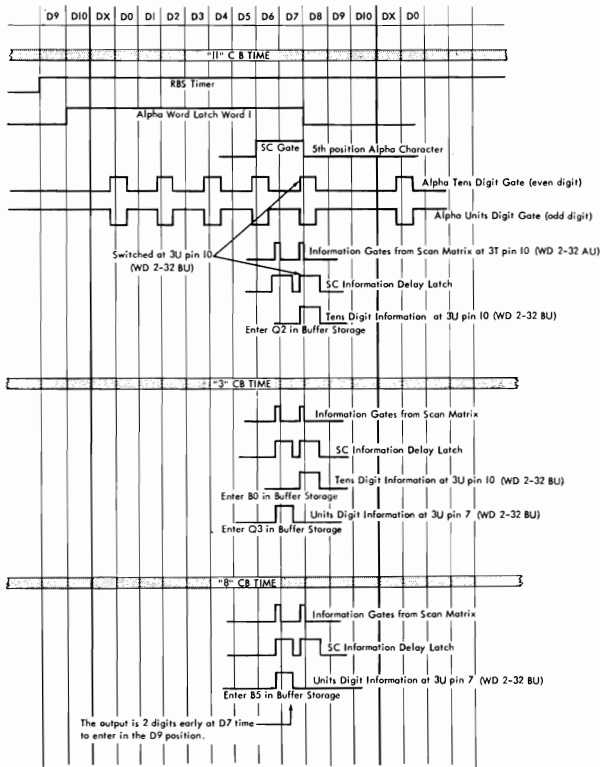 D9 D10 DX D0 D1 D2 D3 D4 D5 D6 D7 D8 D9 D10 DX D0
"11" C B TIME
RBS Timer
Alpha Word Latch Word 1
SC Gate
5th position Alpha Character
Alpha Tens Digit Gate (even digit)
Alpha Units Digit Gate (odd digit)
Switched at 3U pin 10
(WD 2-32 BU)
Information Gates from Scan Matrix at 3T pin 10 (WD 2-32 AU)
SC Information Delay Latch
Tens Digit Information at 3U pin 10 (WD 2-32 BU)
Enter Q2 in Buffer Storage
"3" CB TIME
Information Gates from Scan Matrix
SC Information Delay Latch
Tens Digit Information at 3U pin 10 (WD 2-32 BU)
Enter B0 in Buffer Storage
Units Digit Information at 3U pin 7 (WD 2-32 BU)
Enter Q3 in Buffer Storage
"8" CB TIME
Information Gates from Scan Matrix
SC Information Delay Latch
Units Digit Information at 3U pin 7 (WD 2-32 BU)
Enter B5 in Buffer Storage
The output is 2 digits early at D7 time
to enter in the D9 position.